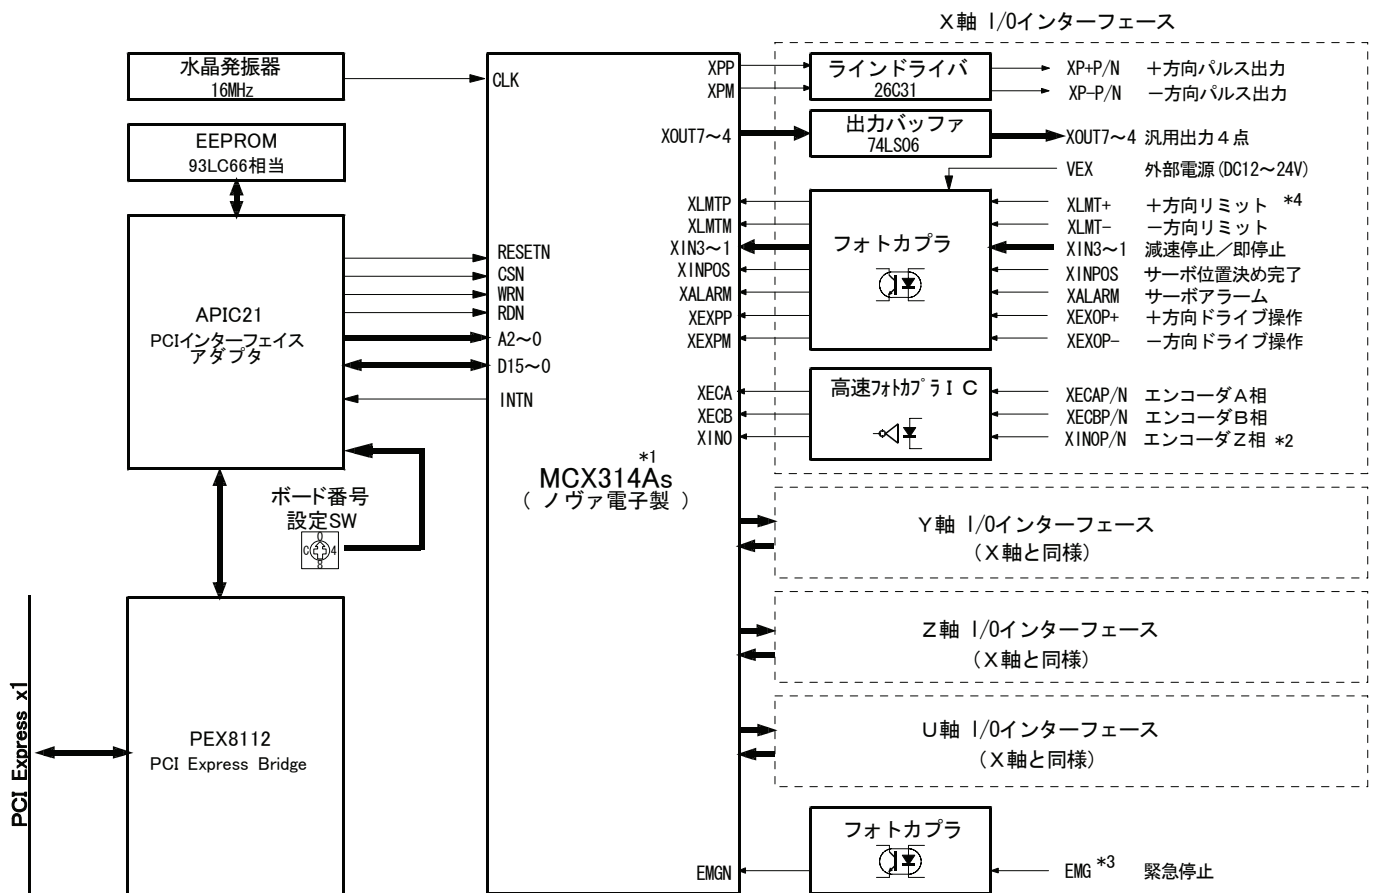 X軸 I/Oインターフェース
水晶発振器
16MHz
CLK
EEPROM
93LC66相当
APIC21
PCIインターフェイス
アダプタ
RESETN
CSN
WRN
RDN
A2～0
D15～0
INTN
ボード番号
設定SW
0
C
4
8
PCI Express x1
PEX8112
PCI Express Bridge
*1
MCX314As
( ノヴァ電子製 )
XPP
XPM
XOUT7～4
XLMTP
XLMTM
XIN3～1
XINPOS
XALARM
XEXPP
XEXPM
XECA
XECB
XINO
EMGN
ラインドライバ
26C31
出力バッファ
74LS06
フォトカプラ
高速フォトカプラＩＣ
XP+P/N ＋方向パルス出力
XP-P/N －方向パルス出力
XOUT7～4 汎用出力４点
VEX 外部電源(DC12～24V)
XLMT+ ＋方向リミット *4
XLMT- －方向リミット
XIN3～1 減速停止／即停止
XINPOS サーボ位置決め完了
XALARM サーボアラーム
XEXOP+ ＋方向ドライブ操作
XEXOP- －方向ドライブ操作
XECAP/N エンコーダＡ相
XECBP/N エンコーダＢ相
XINOP/N エンコーダＺ相 *2
Y軸 I/Oインターフェース
(X軸と同様)
Z軸 I/Oインターフェース
(X軸と同様)
U軸 I/Oインターフェース
(X軸と同様)
フォトカプラ
EMG *3 緊急停止